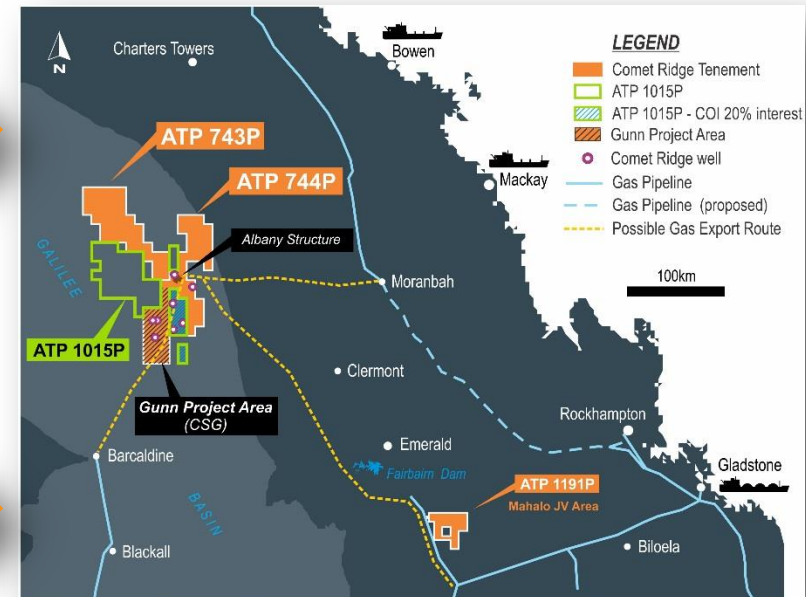 Charters Towers
Bowen
N
ATP 743P
ATP 744P
Albany Structure
Mackay
GALILEE
Moranbah
ATP 1015P
Clermont
Gunn Project Area
(CSG)
Rockhampton
Barcaldine
Emerald
Fairbairn Dam
Gladstone
ATP 1191P
Mahalo JV Area
BASIN
Blackall
Biloela
LEGEND
Comet Ridge Tenement
ATP 1015P
ATP 1015P - COI 20% interest
Gunn Project Area
Comet Ridge well
Gas Pipeline
Gas Pipeline (proposed)
Possible Gas Export Route
100km